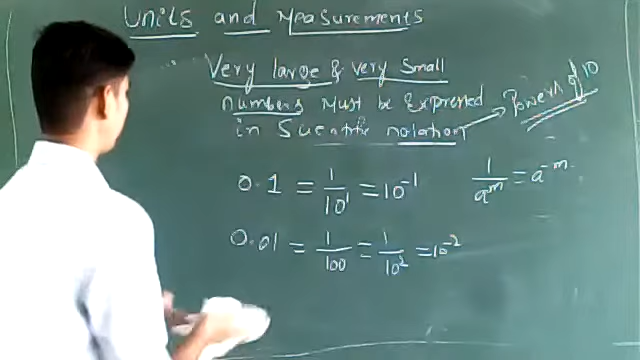 Units and Measurements
Very large & very small
numbers must be Expressed
in Scientific notation → Powers of 10
0.1 = 1/10¹ = 10⁻¹
1/aᵐ = a⁻ᵐ
0.01 = 1/100 = 1/10² = 10⁻²